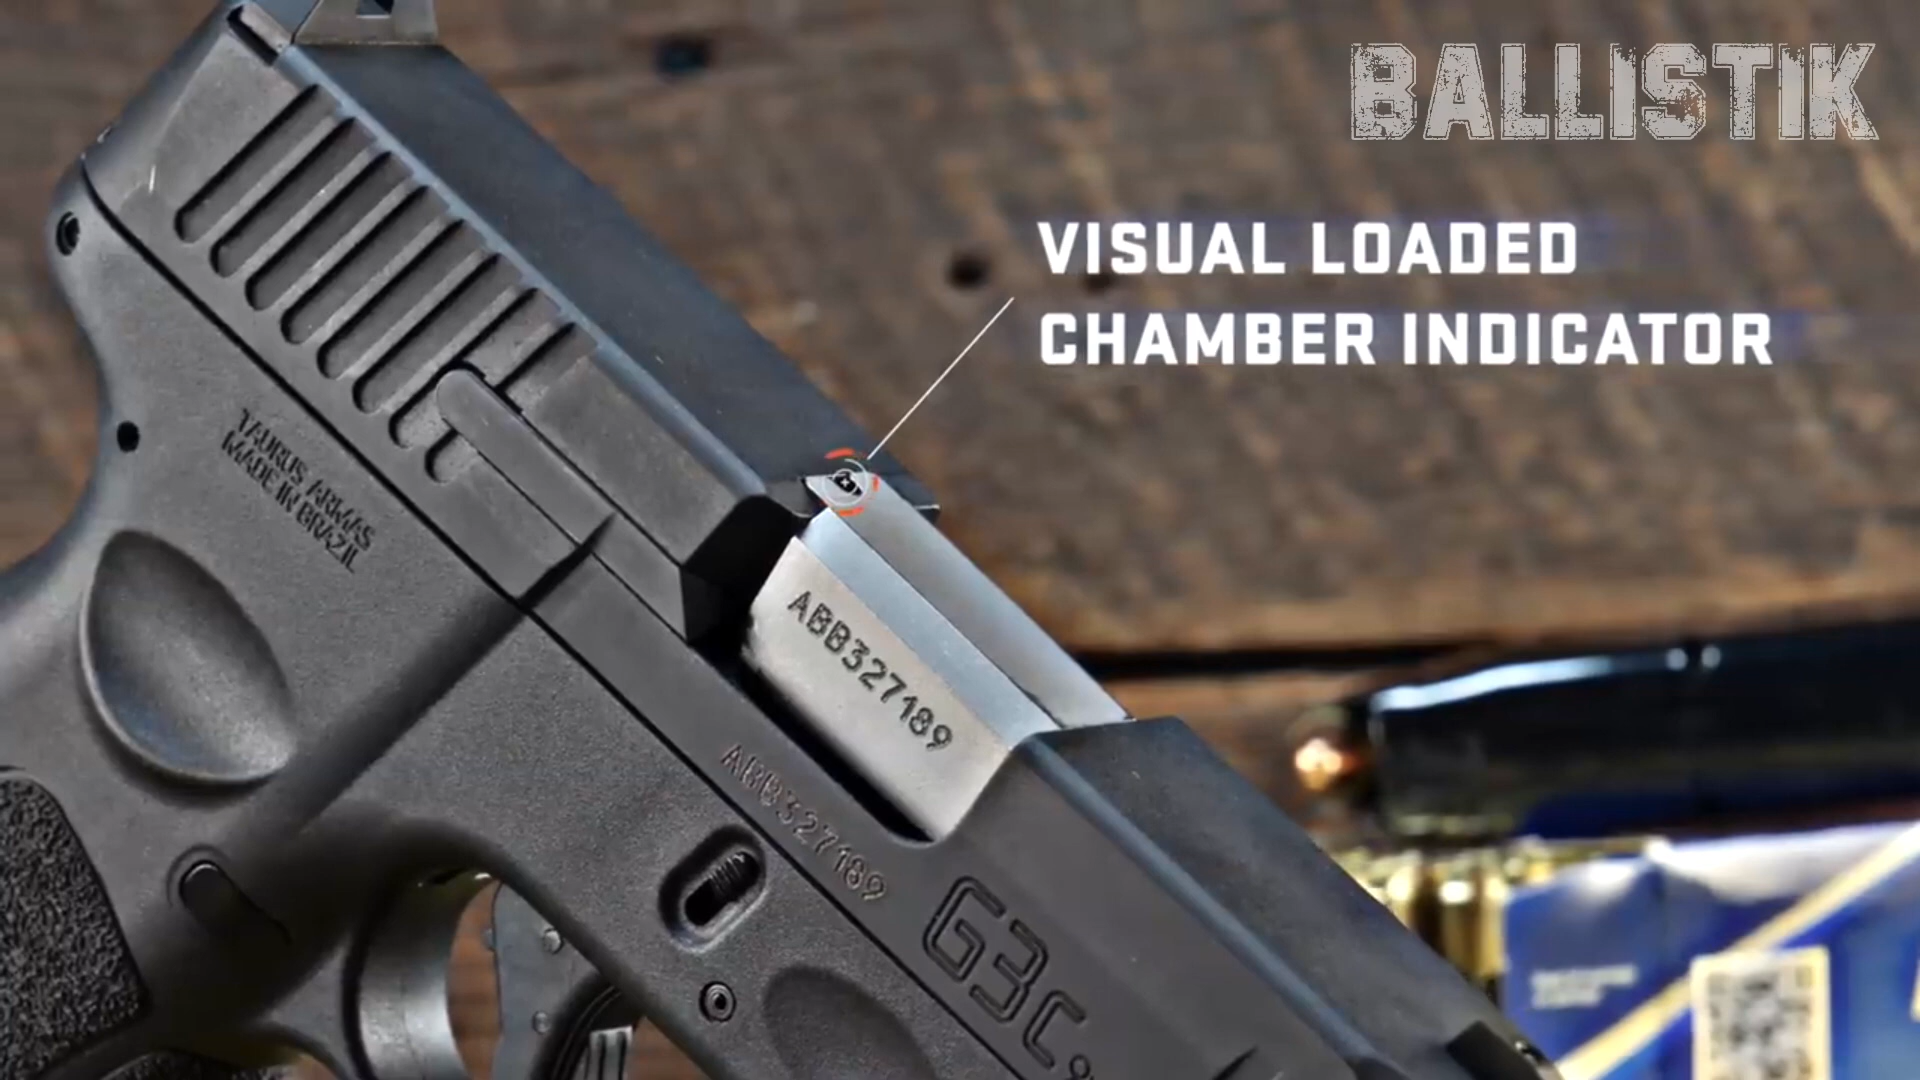 BALLISTIK
VISUAL LOADED
CHAMBER INDICATOR
TAURUS ARMAS
MADE IN BRAZIL
ABB327189
ABB327189
G3C